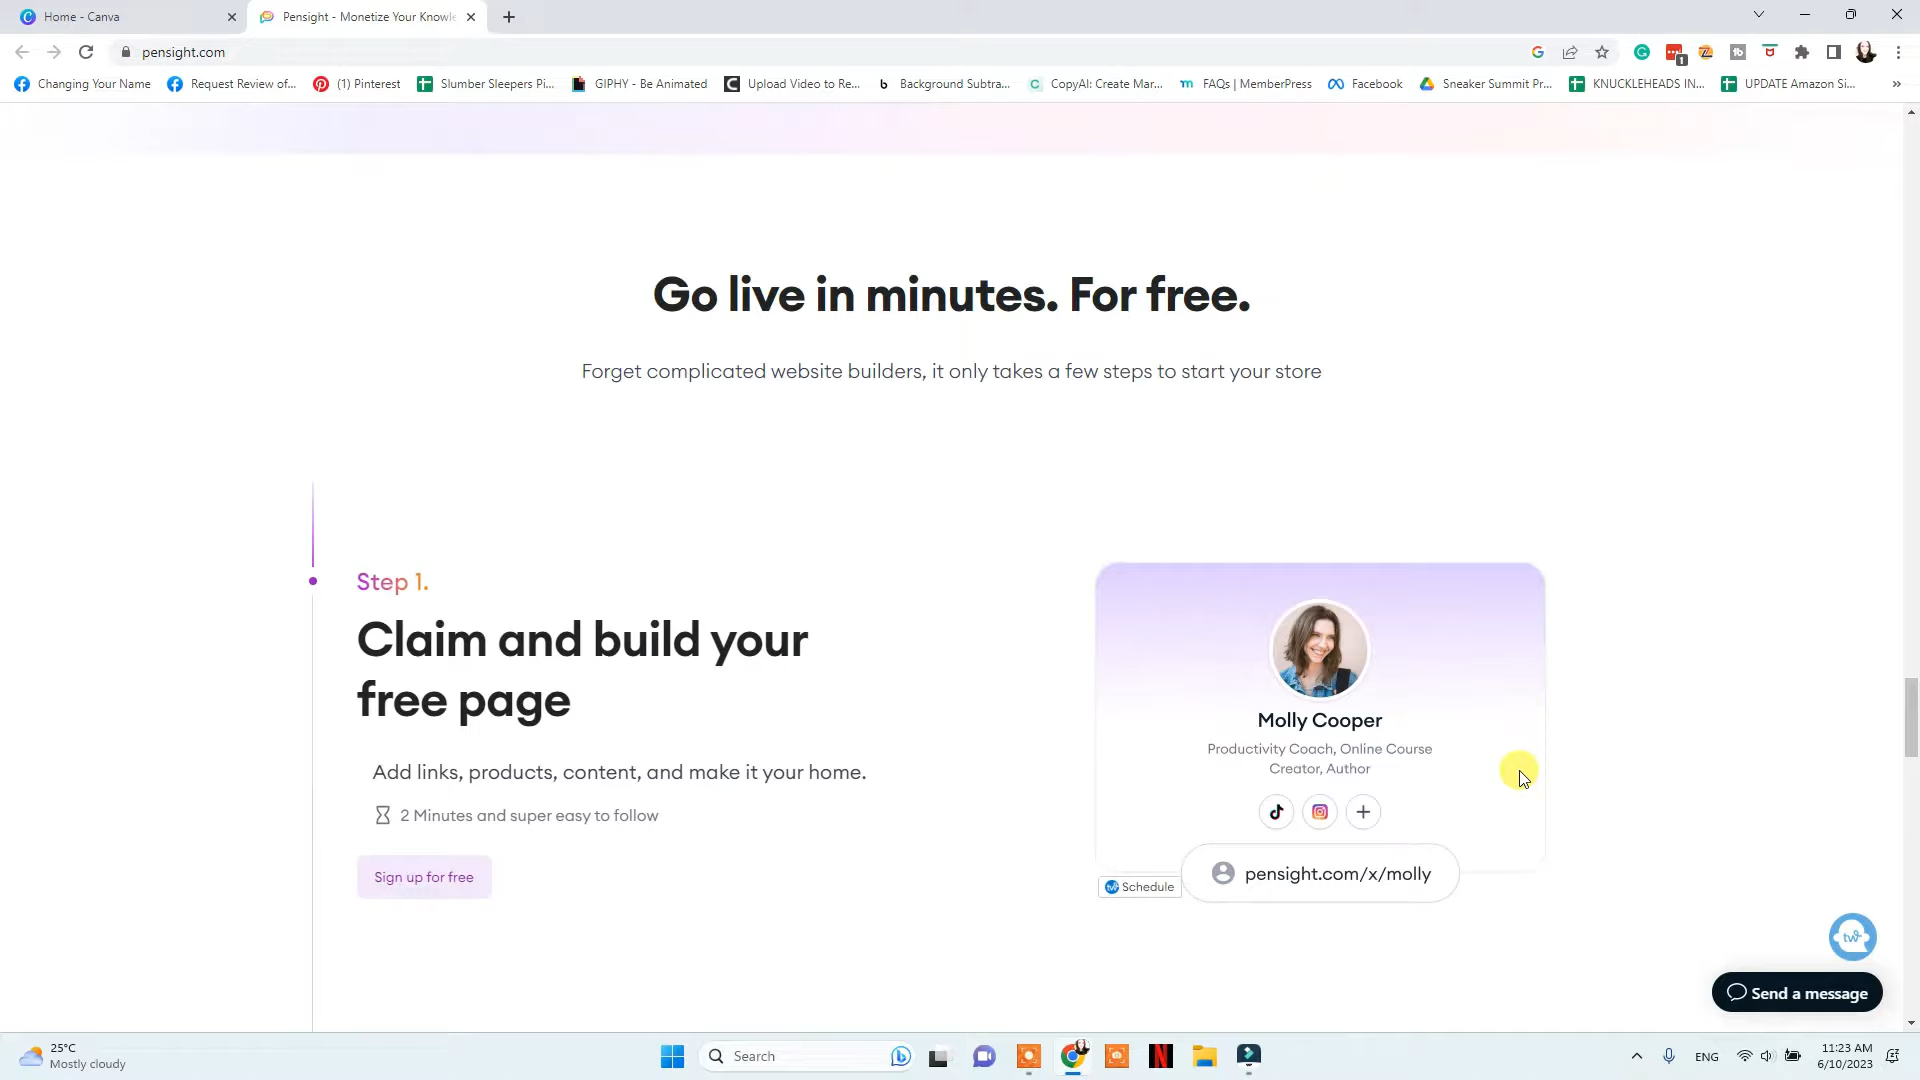 Home - Canva
Pensight - Monetize Your Knowle
pensight.com
Changing Your Name
Request Review of...
(1) Pinterest
Slumber Sleepers Pi...
GIPHY - Be Animated
Upload Video to Re...
b
Background Subtra...
CopyAI: Create Mar...
FAQs | MemberPress
Facebook
Sneaker Summit Pr...
KNUCKLEHEADS IN...
UPDATE Amazon Si...
»
Go live in minutes. For free.
Forget complicated website builders, it only takes a few steps to start your store
Step 1.
Claim and build your
free page
Add links, products, content, and make it your home.
2 Minutes and super easy to follow
Sign up for free
Molly Cooper
Productivity Coach, Online Course
Creator, Author
pensight.com/x/molly
Schedule
tw
Send a message
25°C
Mostly cloudy
Search
ENG
11:23 AM
6/10/2023